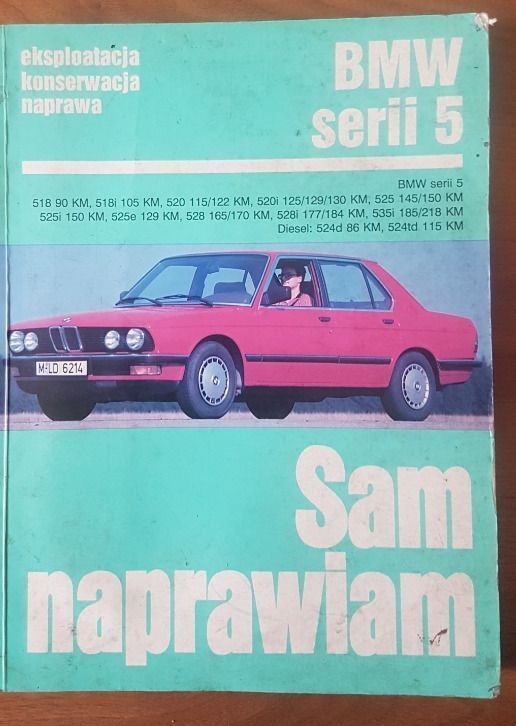 eksploatacja
konserwacja
naprawa
BMW
serii 5
BMW serii 5
518 90 KM, 518i 105 KM, 520 115/122 KM, 520i 125/129/130 KM, 525 145/150 KM
525i 150 KM, 525e 129 KM, 528 165/170 KM, 528i 177/184 KM, 535i 185/218 KM
Diesel: 524d 86 KM, 524td 115 KM
M-LD 6214
Sam
naprawiam